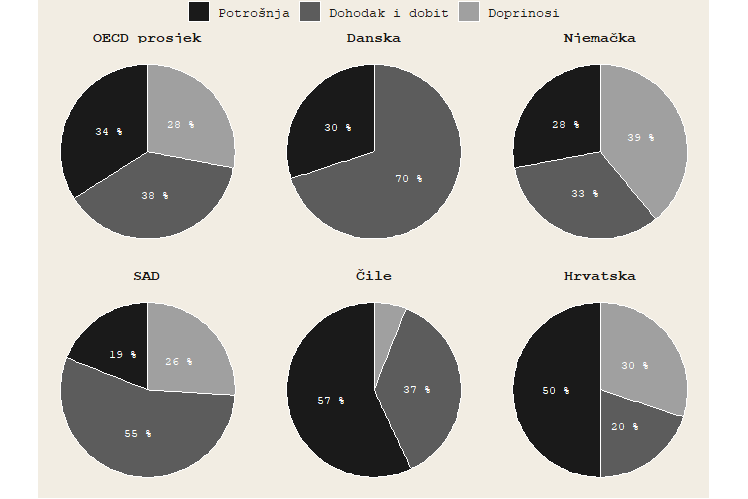 Potrošnja Dohodak i dobit Doprinosi
OECD prosjek Danska Njemačka
34 % 28 % 38 %
30 % 70 %
28 % 39 % 33 %
SAD Čile Hrvatska
19 % 26 % 55 %
57 % 37 %
50 % 30 % 20 %